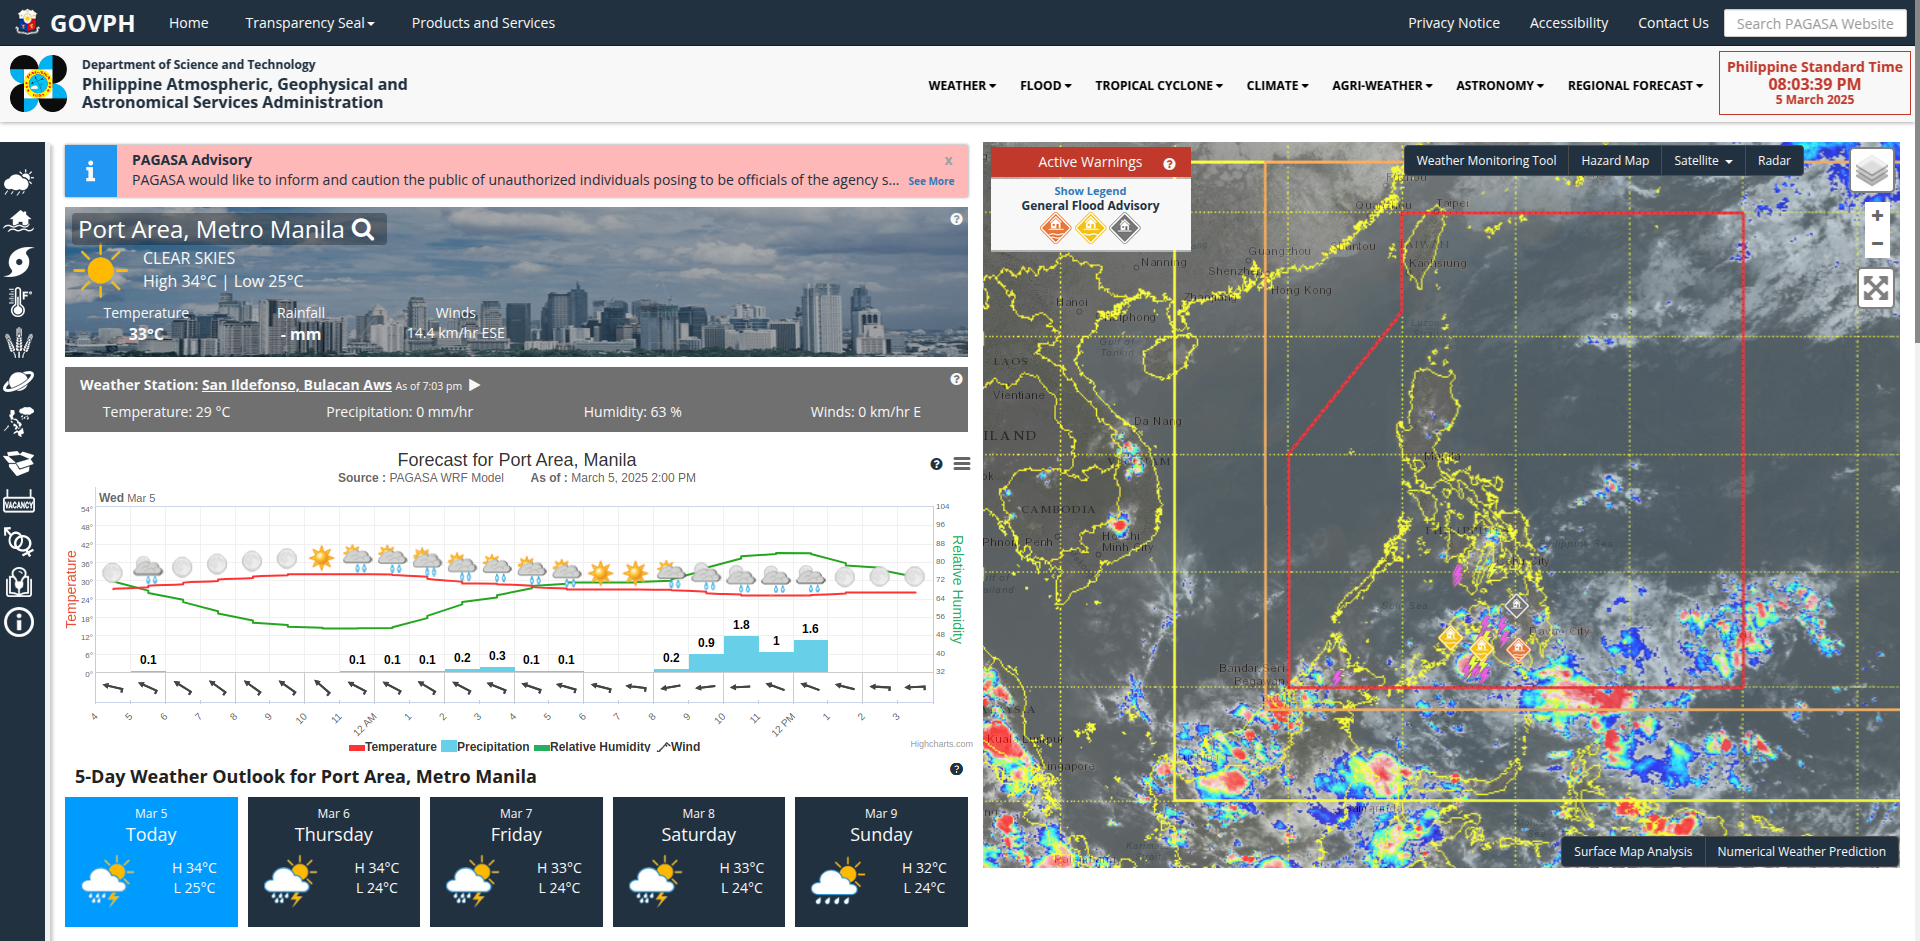 GOVPH
Home
Transparency Seal
Products and Services
Privacy Notice
Accessibility
Contact Us
Search PAGASA Website
Department of Science and Technology
Philippine Atmospheric, Geophysical and
Astronomical Services Administration
WEATHER
FLOOD
TROPICAL CYCLONE
CLIMATE
AGRI-WEATHER
ASTRONOMY
REGIONAL FORECAST
Philippine Standard Time
08:03:39 PM
5 March 2025
VACANCY
PAGASA Advisory
x
PAGASA would like to inform and caution the public of unauthorized individuals posing to be officials of the agency s... See More
Port Area, Metro Manila
CLEAR SKIES
High 34°C | Low 25°C
Temperature
Rainfall
Winds
33°C
- mm
14.4 km/hr ESE
Weather Station: San Ildefonso, Bulacan Aws As of 7:03 pm
Temperature: 29 °C
Precipitation: 0 mm/hr
Humidity: 63 %
Winds: 0 km/hr E
Forecast for Port Area, Manila
Source : PAGASA WRF Model As of : March 5, 2025 2:00 PM
Wed Mar 5
54°
48°
42°
36°
30°
24°
18°
12°
6°
0°
Temperature
104
96
88
80
72
64
56
48
40
32
Relative Humidity
0.1
0.1
0.1
0.1
0.2
0.3
0.1
0.1
0.2
0.9
1.8
1
1.6
4
5
6
7
8
9
10
11
12 AM
1
2
3
4
5
6
7
8
9
10
11
12 PM
1
2
3
Temperature
Precipitation
Relative Humidity
Wind
Highcharts.com
5-Day Weather Outlook for Port Area, Metro Manila
Mar 5
Today
H 34°C
L 25°C
Mar 6
Thursday
H 34°C
L 24°C
Mar 7
Friday
H 33°C
L 24°C
Mar 8
Saturday
H 33°C
L 24°C
Mar 9
Sunday
H 32°C
L 24°C
Active Warnings
Show Legend
General Flood Advisory
Weather Monitoring Tool
Hazard Map
Satellite
Radar
+
−
Taipei
Guangzhou
Shantou
Nanning
Shenzhen
Kaohsiung
Hong Kong
Hanoi
Gulf of
Tonkin
LAOS
Vientiane
Da Nang
CAMBODIA
Phnom Penh
Ho Chi
Minh City
Manila
Davao City
Bandar Seri
Begawan
Kuala Lumpur
Singapore
Surface Map Analysis
Numerical Weather Prediction